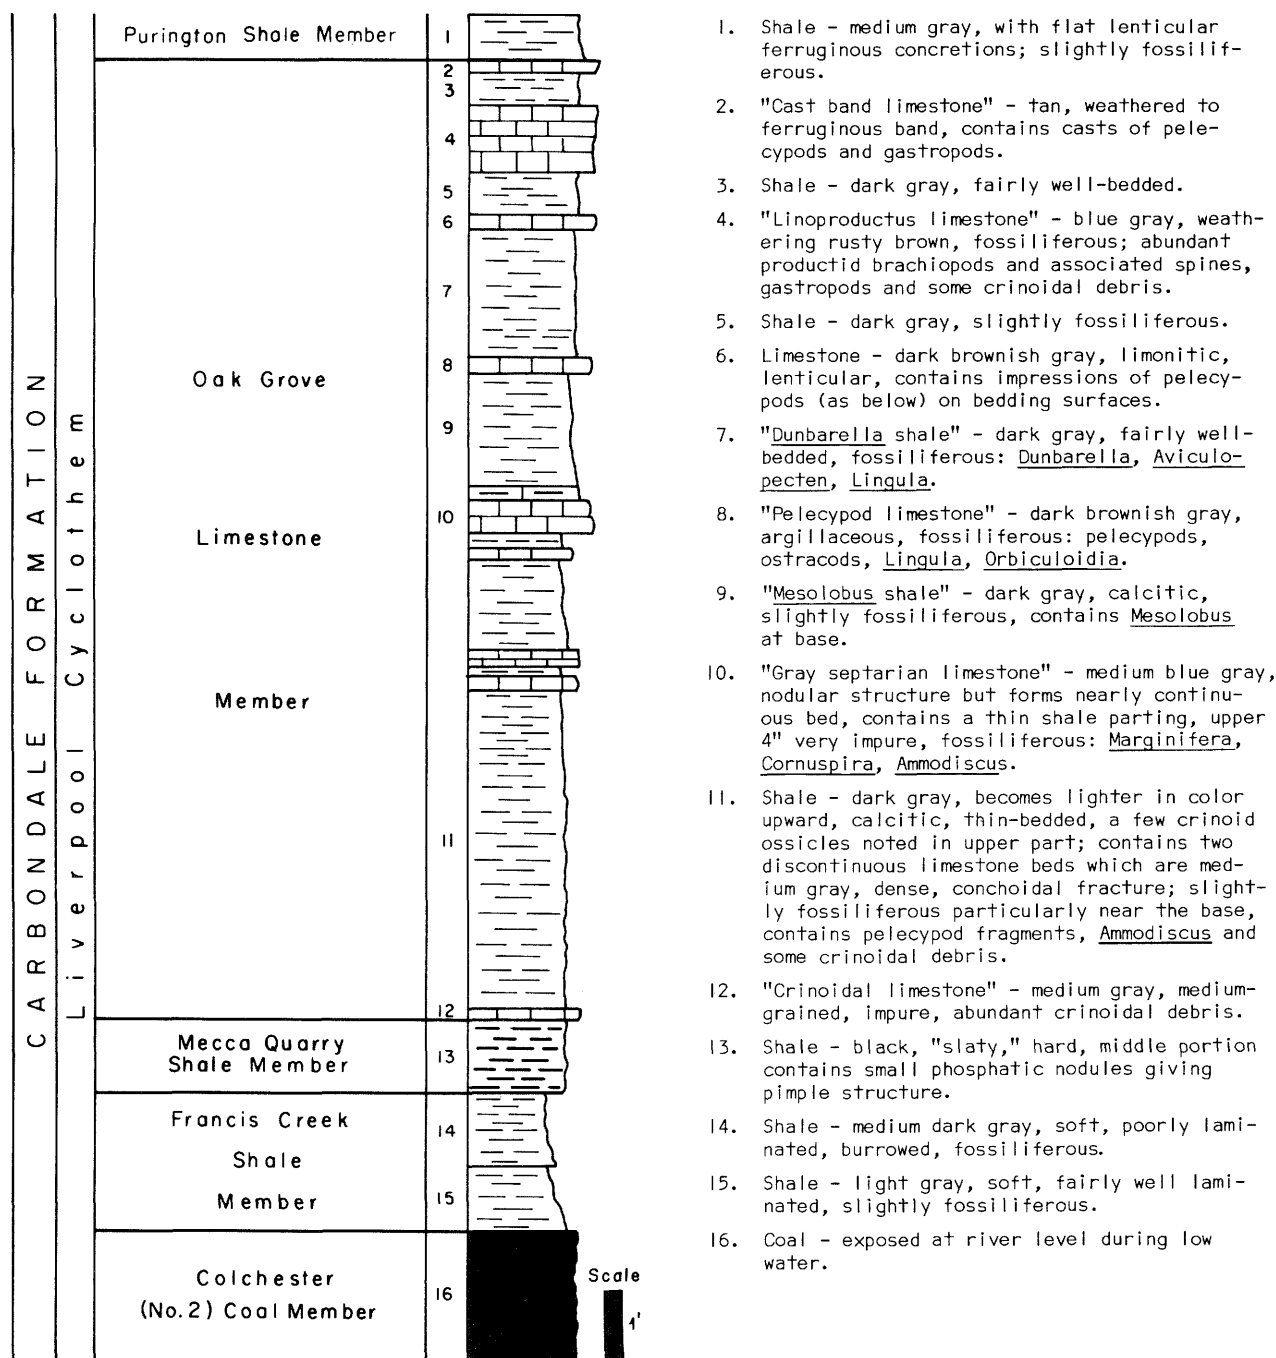 CARBONDALE FORMATION
Liverpool Cyclothem
Purington Shale Member
Oak Grove
Limestone
Member
Mecca Quarry
Shale Member
Francis Creek
Shale
Member
Colchester
(No.2) Coal Member
1
2
3
4
5
6
7
8
9
10
11
12
13
14
15
16
Scale
1'
1. Shale - medium gray, with flat lenticular
ferruginous concretions; slightly fossilif-
erous.
2. "Cast band limestone" - tan, weathered to
ferruginous band, contains casts of pele-
cypods and gastropods.
3. Shale - dark gray, fairly well-bedded.
4. "Linoproductus limestone" - blue gray, weath-
ering rusty brown, fossiliferous; abundant
productid brachiopods and associated spines,
gastropods and some crinoidal debris.
5. Shale - dark gray, slightly fossiliferous.
6. Limestone - dark brownish gray, limonitic,
lenticular, contains impressions of pelecy-
pods (as below) on bedding surfaces.
7. "Dunbarella shale" - dark gray, fairly well-
bedded, fossiliferous: Dunbarella, Aviculo-
pecten, Lingula.
8. "Pelecypod limestone" - dark brownish gray,
argillaceous, fossiliferous: pelecypods,
ostracods, Lingula, Orbiculoidia.
9. "Mesolobus shale" - dark gray, calcitic,
slightly fossiliferous, contains Mesolobus
at base.
10. "Gray septarian limestone" - medium blue gray,
nodular structure but forms nearly continu-
ous bed, contains a thin shale parting, upper
4" very impure, fossiliferous: Marginifera,
Cornuspira, Ammodiscus.
11. Shale - dark gray, becomes lighter in color
upward, calcitic, thin-bedded, a few crinoid
ossicles noted in upper part; contains two
discontinuous limestone beds which are med-
ium gray, dense, conchoidal fracture; slight-
ly fossiliferous particularly near the base,
contains pelecypod fragments, Ammodiscus and
some crinoidal debris.
12. "Crinoidal limestone" - medium gray, medium-
grained, impure, abundant crinoidal debris.
13. Shale - black, "slaty," hard, middle portion
contains small phosphatic nodules giving
pimple structure.
14. Shale - medium dark gray, soft, poorly lami-
nated, burrowed, fossiliferous.
15. Shale - light gray, soft, fairly well lami-
nated, slightly fossiliferous.
16. Coal - exposed at river level during low
water.